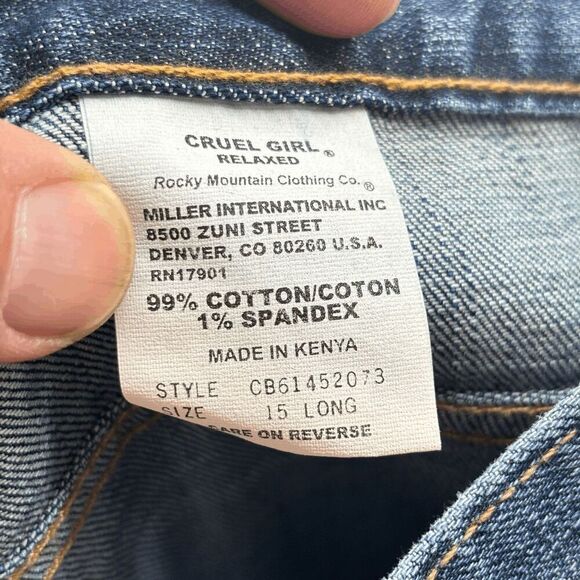 CRUEL GIRL®
RELAXED
Rocky Mountain Clothing Co.®
MILLER INTERNATIONAL INC
8500 ZUNI STREET
DENVER, CO 80260 U.S.A.
RN17901
99% COTTON/COTON
1% SPANDEX
MADE IN KENYA
STYLE CB61452073
SIZE 15 LONG
CARE ON REVERSE